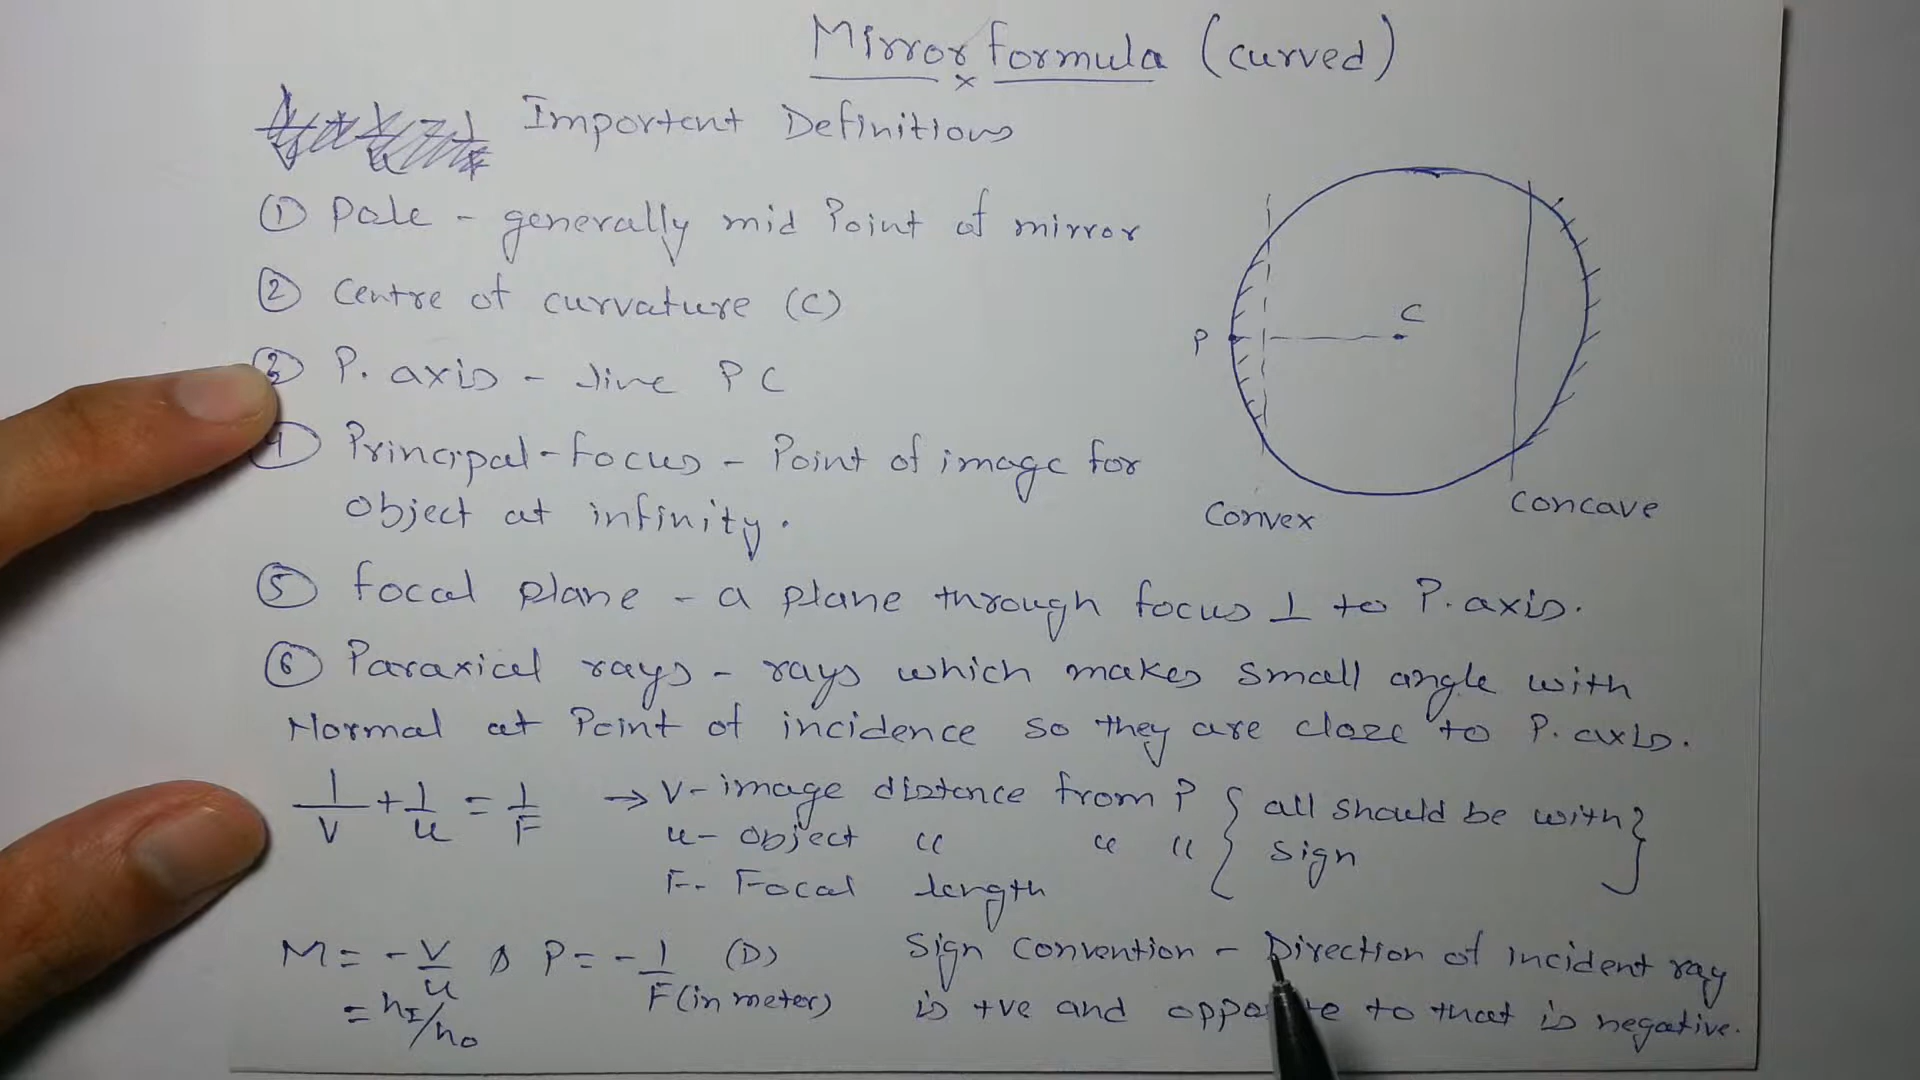 Mirror formula (curved)
x
Important Definitions
① Pole - generally mid Point of mirror
② Centre of curvature (C)
③ P. axis - line PC
④ Principal-focus - Point of image for
object at infinity.
⑤ focal plane - a plane through focus ⊥ to P. axis.
⑥ Paraxial rays - rays which makes small angle with
Normal at Point of incidence so they are close to P. axis.
1/V + 1/u = 1/F → V - image distance from P { all should be with }
u - object " " " sign
F - Focal length
M = -V/u, P = -1/F (in meter) (D)
= hI/ho
Sign convention - Direction of incident ray
is +ve and opposite to that is negative.
P
C
Convex
Concave